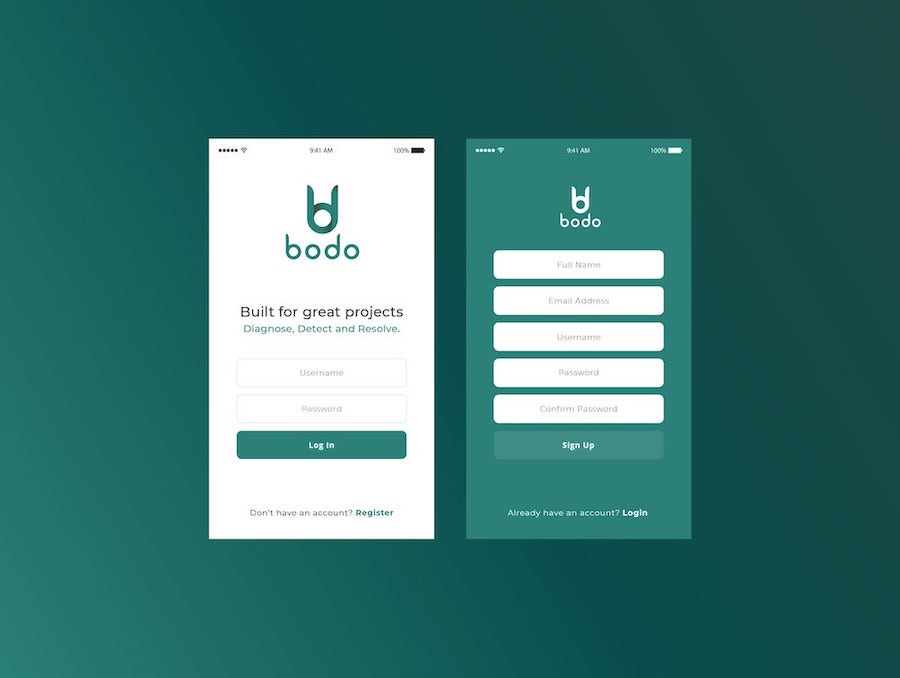 9:41 AM
100%
bodo
Built for great projects
Diagnose, Detect and Resolve.
Username
Password
Log In
Don't have an account? Register
9:41 AM
100%
bodo
Full Name
Email Address
Username
Password
Confirm Password
Sign Up
Already have an account? Login